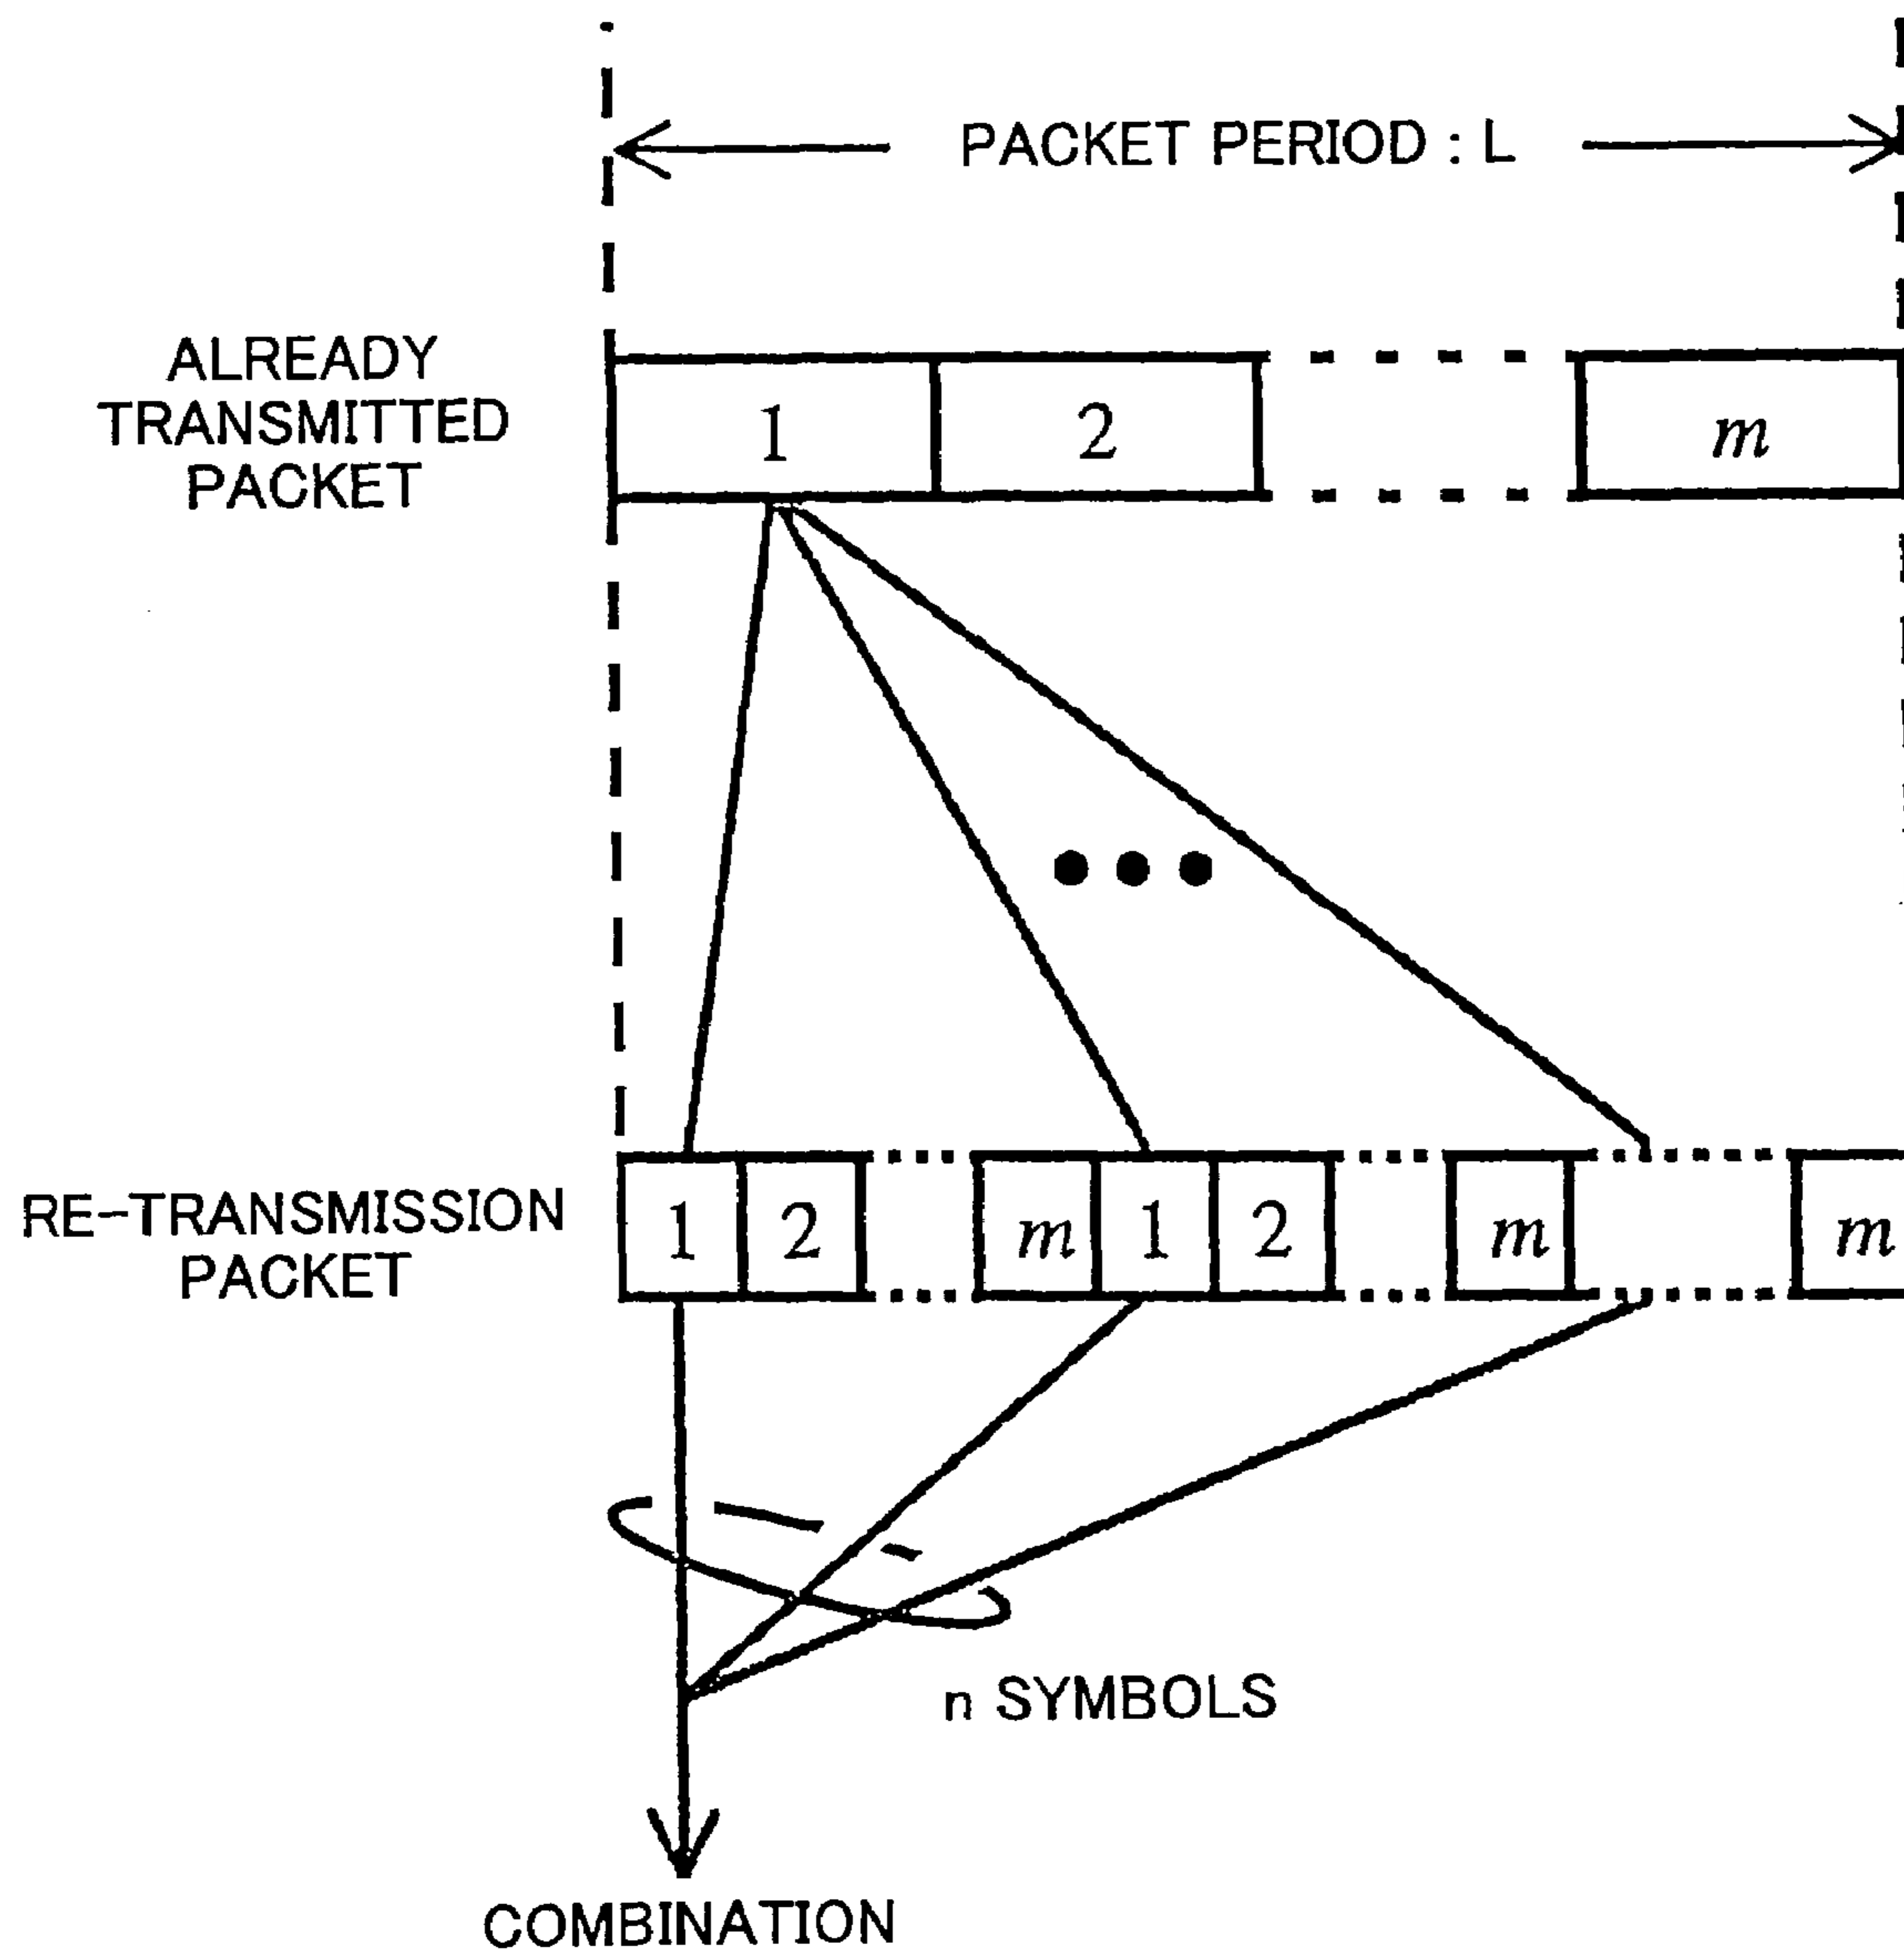 PACKET PERIOD : L
ALREADY
TRANSMITTED
PACKET
1 2 m
RE-TRANSMISSION
PACKET
1 2 m 1 2 m m
n SYMBOLS
COMBINATION